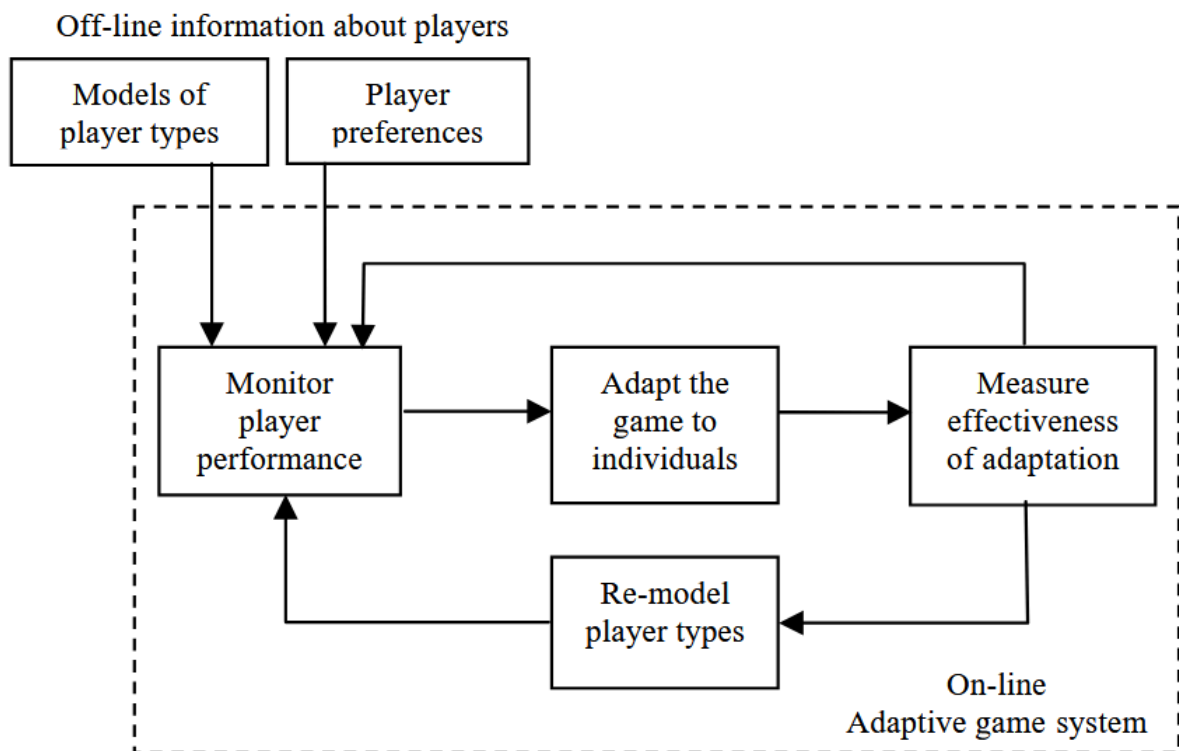 Off-line information about players
Models of
player types
Player
preferences
Monitor
player
performance
Adapt the
game to
individuals
Measure
effectiveness
of adaptation
Re-model
player types
On-line
Adaptive game system